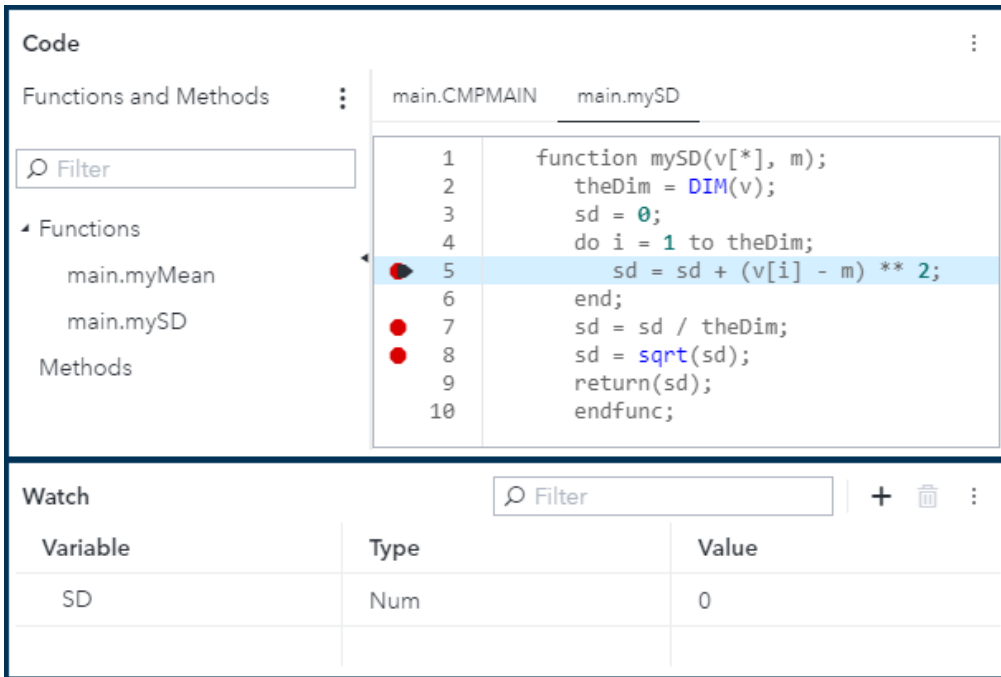 Code
Functions and Methods
main.CMPMAIN main.mySD
Filter
Functions
main.myMean
main.mySD
Methods
1 function mySD(v[*], m);
2 theDim = DIM(v);
3 sd = 0;
4 do i = 1 to theDim;
5 sd = sd + (v[i] - m) ** 2;
6 end;
7 sd = sd / theDim;
8 sd = sqrt(sd);
9 return(sd);
10 endfunc;
Watch Filter
Variable Type Value
SD Num 0